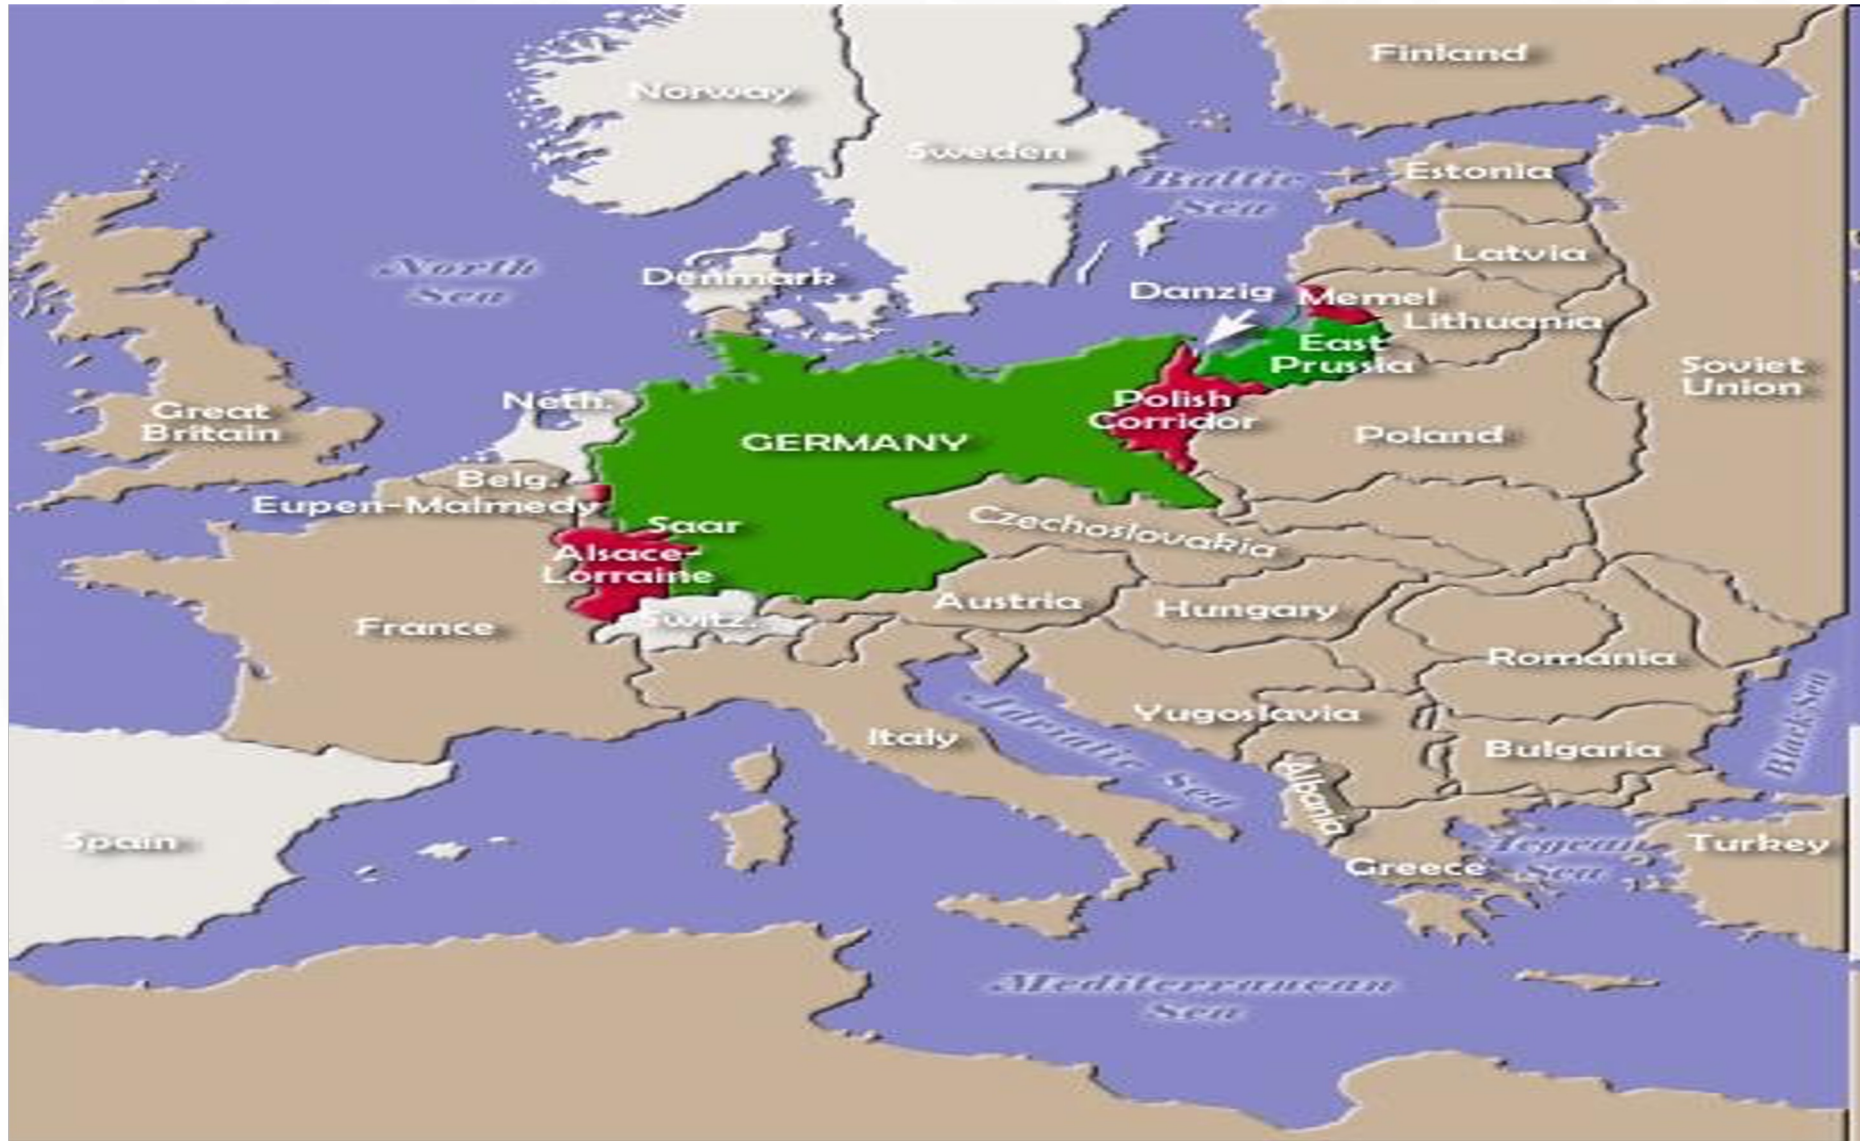 Finland
Norway
Sweden
Baltic
Sea
Estonia
Latvia
North
Sea
Denmark
Danzig
Memel
Lithuania
East
Prussia
Soviet
Union
Neth.
Great
Britain
Polish
Corridor
GERMANY
Poland
Belg.
Eupen-Malmedy
Saar
Czechoslovakia
Alsace-
Lorraine
Austria
Hungary
France
Switz.
Romania
Yugoslavia
Italy
Adriatic Sea
Bulgaria
Black Sea
Albania
Spain
Greece
Aegean
Sea
Turkey
Mediterranean
Sea